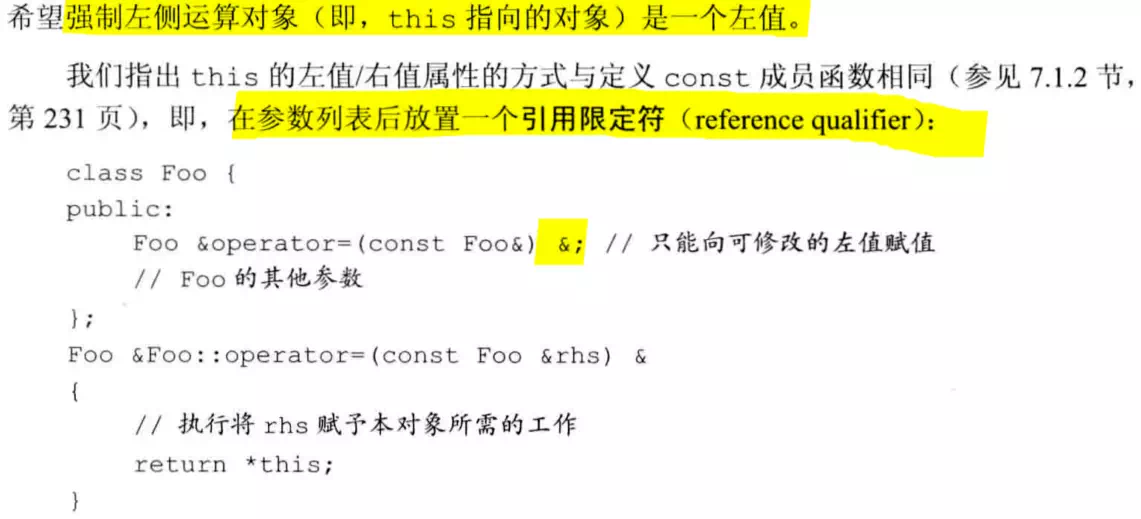 希望强制左侧运算对象（即，this 指向的对象）是一个左值。
我们指出 this 的左值/右值属性的方式与定义 const 成员函数相同（参见 7.1.2 节，
第 231 页），即，在参数列表后放置一个引用限定符（reference qualifier）：
class Foo {
public:
Foo &operator=(const Foo&) &; // 只能向可修改的左值赋值
// Foo 的其他参数
};
Foo &Foo::operator=(const Foo &rhs) &
{
// 执行将 rhs 赋予本对象所需的工作
return *this;
}